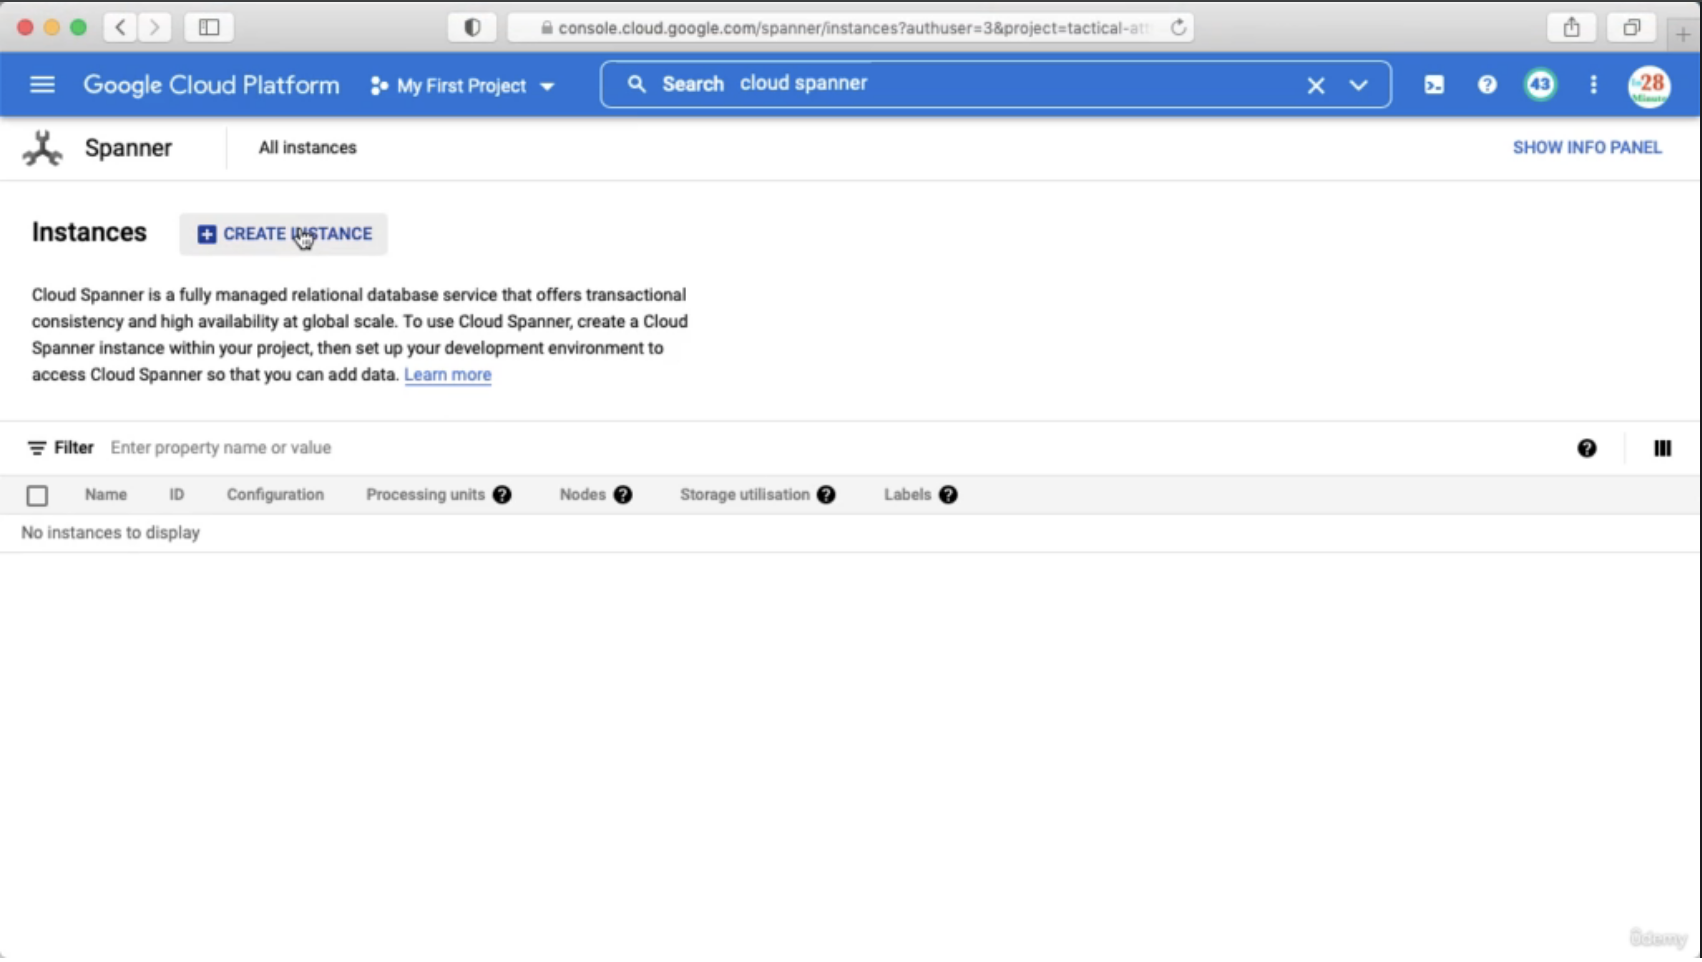 console.cloud.google.com/spanner/instances?authuser=3&project=tactical-att
Google Cloud Platform My First Project Search cloud spanner 43 28 Minutes
Spanner All instances SHOW INFO PANEL
Instances CREATE INSTANCE
Cloud Spanner is a fully managed relational database service that offers transactional
consistency and high availability at global scale. To use Cloud Spanner, create a Cloud
Spanner instance within your project, then set up your development environment to
access Cloud Spanner so that you can add data. Learn more
Filter Enter property name or value
Name ID Configuration Processing units Nodes Storage utilisation Labels
No instances to display
ûdemy